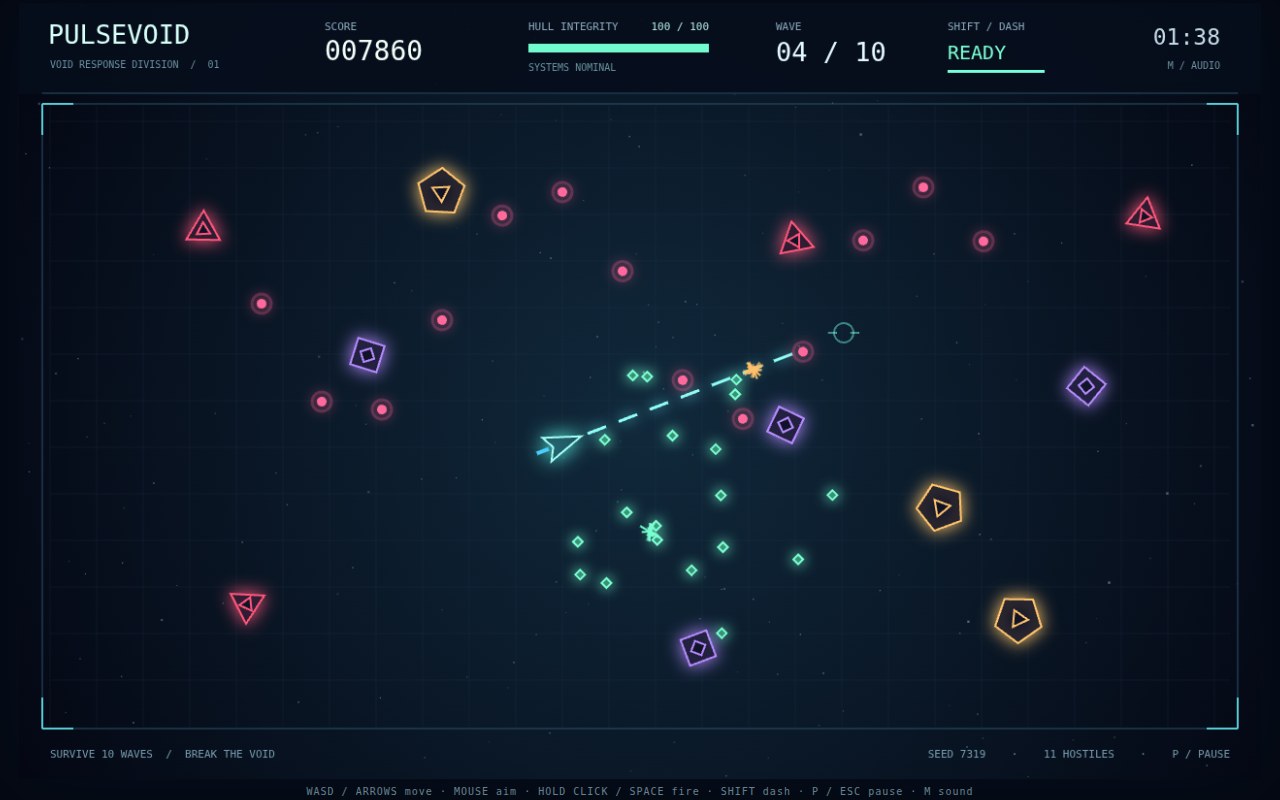 PULSEVOID
VOID RESPONSE DIVISION / 01
SCORE
007860
HULL INTEGRITY 100 / 100
SYSTEMS NOMINAL
WAVE
04 / 10
SHIFT / DASH
READY
01:38
M / AUDIO
SURVIVE 10 WAVES / BREAK THE VOID
SEED 7319 · 11 HOSTILES · P / PAUSE
WASD / ARROWS move · MOUSE aim · HOLD CLICK / SPACE fire · SHIFT dash · P / ESC pause · M sound